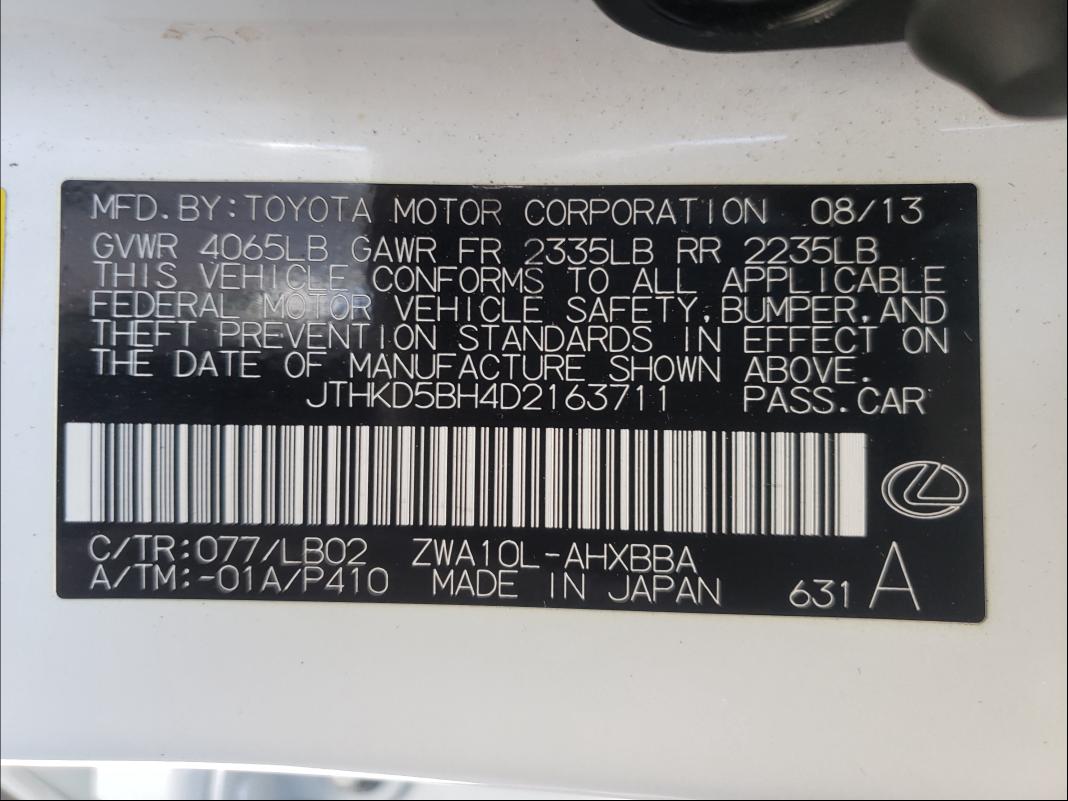 MFD.BY:TOYOTA MOTOR CORPORATION 08/13
GVWR 4065LB GAWR FR 2335LB RR 2235LB
THIS VEHICLE CONFORMS TO ALL APPLICABLE
FEDERAL MOTOR VEHICLE SAFETY,BUMPER,AND
THEFT PREVENTION STANDARDS IN EFFECT ON
THE DATE OF MANUFACTURE SHOWN ABOVE.
JTHKD5BH4D2163711 PASS.CAR
C/TR:077/LB02 ZWA10L-AHXBBA
A/TM:-01A/P410 MADE IN JAPAN 631 A